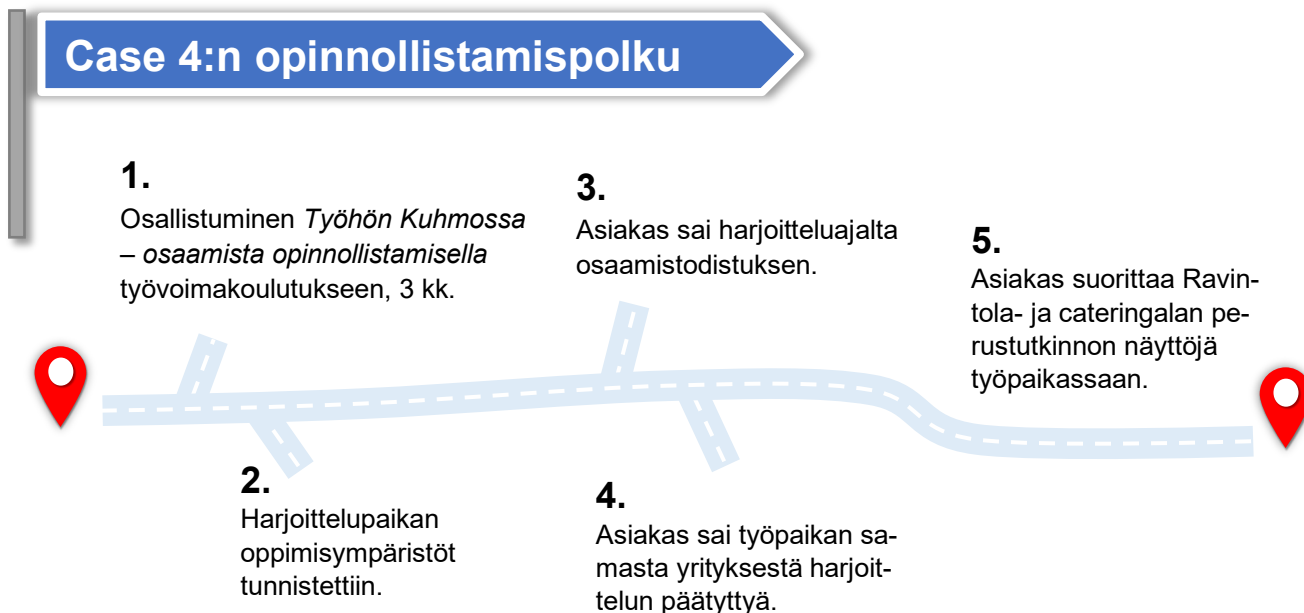 Case 4:n opinnollistamispolku
1.
Osallistuminen Työhön Kuhmossa
– osaamista opinnollistamisella
työvoimakoulutukseen, 3 kk.
2.
Harjoittelupaikan
oppimisympäristöt
tunnistettiin.
3.
Asiakas sai harjoitteluajalta
osaamistodistuksen.
4.
Asiakas sai työpaikan sa-
masta yrityksestä harjoit-
telun päätyttyä.
5.
Asiakas suorittaa Ravin-
tola- ja cateringalan pe-
rustutkinnon näyttöjä
työpaikassaan.